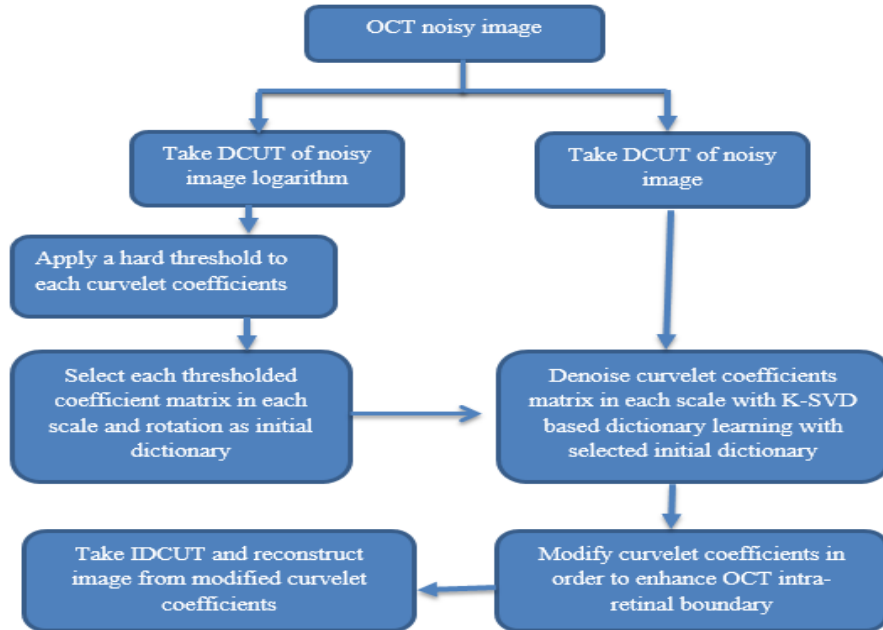 OCT noisy image
Take DCUT of noisy
image logarithm
Take DCUT of noisy
image
Apply a hard threshold to
each curvelet coefficients
Select each thresholded
coefficient matrix in each
scale and rotation as initial
dictionary
Denoise curvelet coefficients
matrix in each scale with K-SVD
based dictionary learning with
selected initial dictionary
Take IDCUT and reconstruct
image from modified curvelet
coefficients
Modify curvelet coefficients in
order to enhance OCT intra-
retinal boundary